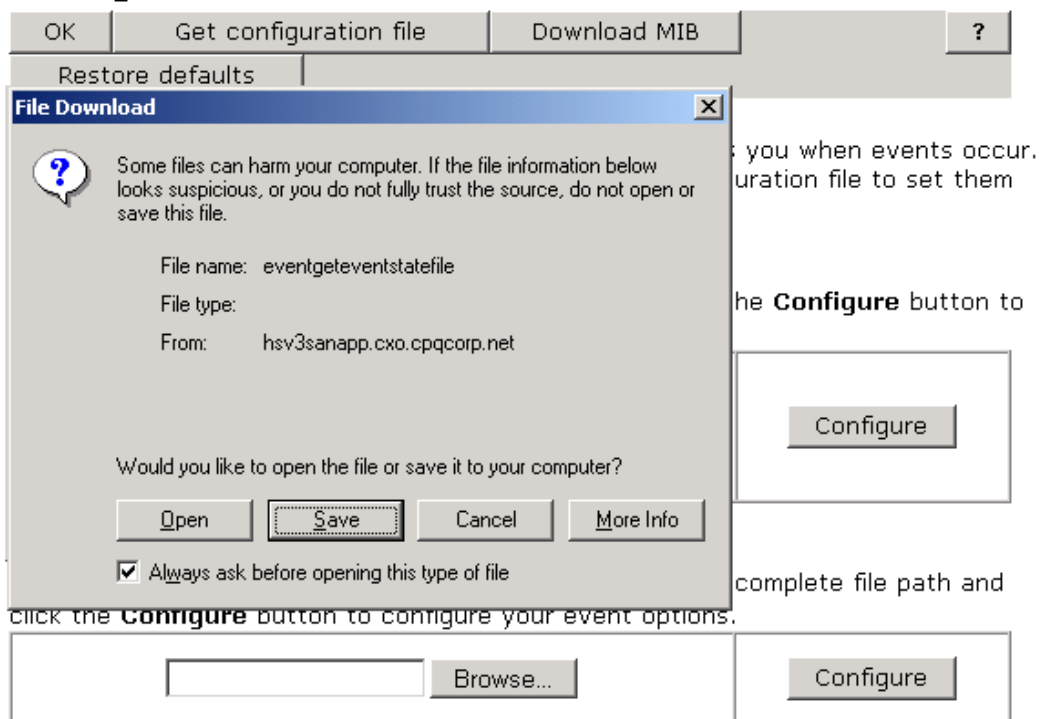 OK Get configuration file Download MIB ?
Restore defaults
File Download
Some files can harm your computer. If the file information below
looks suspicious, or you do not fully trust the source, do not open or
save this file.
File name: eventgeteventstatefile
File type:
From: hsv3sanapp.cxo.cpqcorp.net
Would you like to open the file or save it to your computer?
Open Save Cancel More Info
Always ask before opening this type of file
you when events occur.
uration file to set them
he Configure button to
Configure
complete file path and
click the Configure button to configure your event options.
Browse... Configure